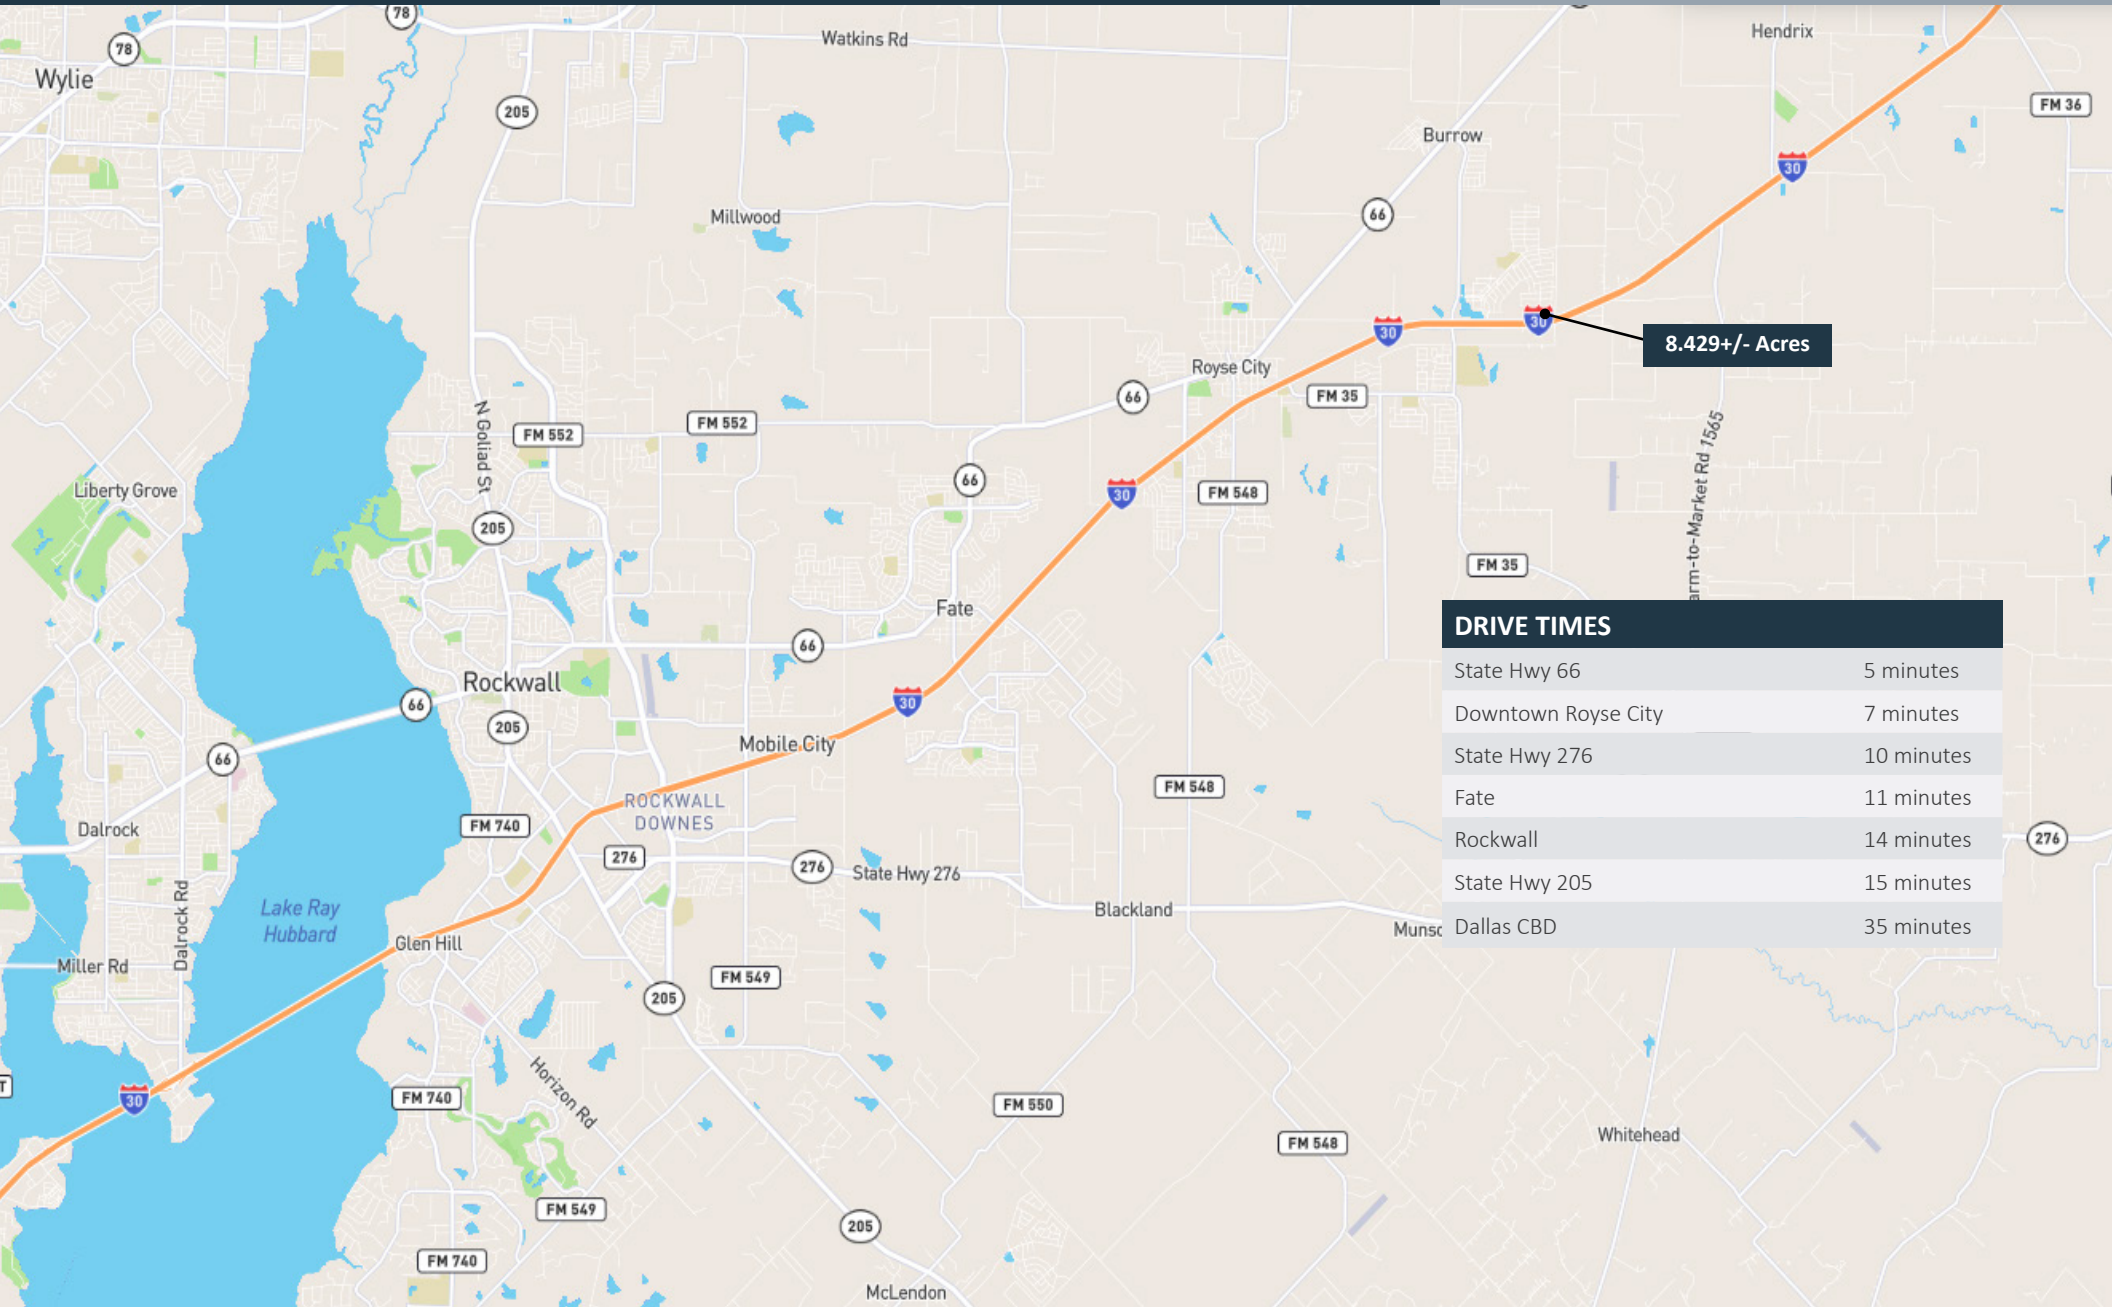 78
78
Wylie
Watkins Rd
Hendrix
FM 36
205
Burrow
30
Millwood
66
30
30
8.429+/- Acres
Royse City
66
FM 35
N Goliad St
FM 552
FM 552
66
30
FM 548
Liberty Grove
205
FM 35
Fate
66
Rockwall
66
30
205
66
Mobile City
ROCKWALL
DOWNES
FM 548
FM 740
Dalrock
276
276
State Hwy 276
Blackland
276
Lake Ray
Hubbard
Dalrock Rd
Glen Hill
Miller Rd
FM 549
205
30
FM 740
Horizon Rd
FM 550
FM 548
Whitehead
FM 549
205
FM 740
McLendon
DRIVE TIMES
State Hwy 66 5 minutes
Downtown Royse City 7 minutes
State Hwy 276 10 minutes
Fate 11 minutes
Rockwall 14 minutes
State Hwy 205 15 minutes
Dallas CBD 35 minutes